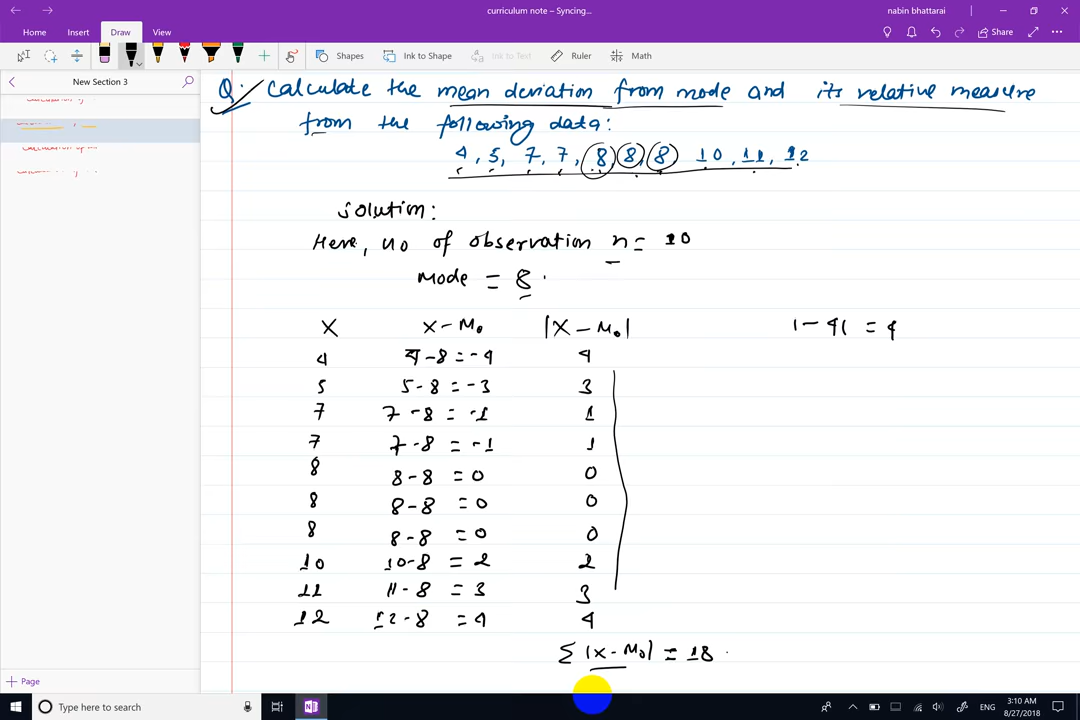 curriculum note – Syncing...
nabin bhattarai
Home Insert Draw View
Shapes Ink to Shape Ink to Text Ruler Math Share
New Section 3
Q. Calculate the mean deviation from mode and its relative measure
from the following data:
4, 5, 7, 7, 8, 8, 8 10, 11, 12
Solution:
Here, no of observation n = 10
Mode = 8.
X X - Mo |X - Mo| |-4| = 4
4 4-8 = -4 4
5 5-8 = -3 3
7 7-8 = -1 1
7 7-8 = -1 1
8 8-8 = 0 0
8 8-8 = 0 0
8 8-8 = 0 0
10 10-8 = 2 2
11 11-8 = 3 3
12 12-8 = 4 4
Σ |X - Mo| = 18
+ Page
Type here to search
ENG
3:10 AM
8/27/2018